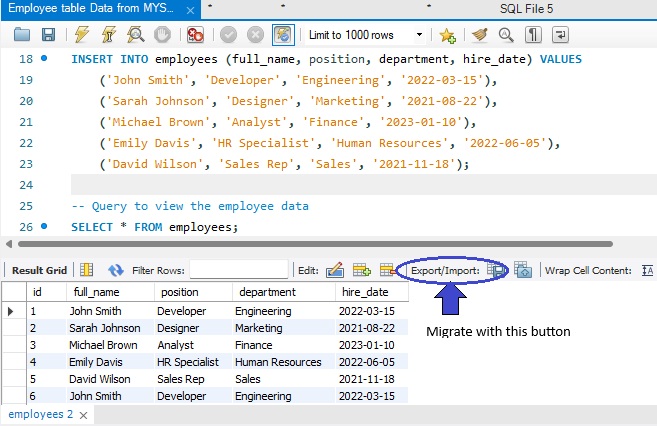 Employee table Data from MYS... × * * * SQL File 5
Limit to 1000 rows
18 INSERT INTO employees (full_name, position, department, hire_date) VALUES
19 ('John Smith', 'Developer', 'Engineering', '2022-03-15'),
20 ('Sarah Johnson', 'Designer', 'Marketing', '2021-08-22'),
21 ('Michael Brown', 'Analyst', 'Finance', '2023-01-10'),
22 ('Emily Davis', 'HR Specialist', 'Human Resources', '2022-06-05'),
23 ('David Wilson', 'Sales Rep', 'Sales', '2021-11-18');
24
25 -- Query to view the employee data
26 SELECT * FROM employees;
Result Grid Filter Rows: Edit: Export/Import: Wrap Cell Content: IA
id full_name position department hire_date
1 John Smith Developer Engineering 2022-03-15
2 Sarah Johnson Designer Marketing 2021-08-22
3 Michael Brown Analyst Finance 2023-01-10
4 Emily Davis HR Specialist Human Resources 2022-06-05
5 David Wilson Sales Rep Sales 2021-11-18
6 John Smith Developer Engineering 2022-03-15
Migrate with this button
employees 2 ×